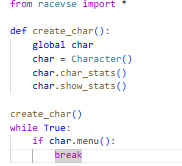 from racevse import *
def create_char():
    global char
    char = Character()
    char.char_stats()
    char.show_stats()
create_char()
while True:
    if char.menu():
        break